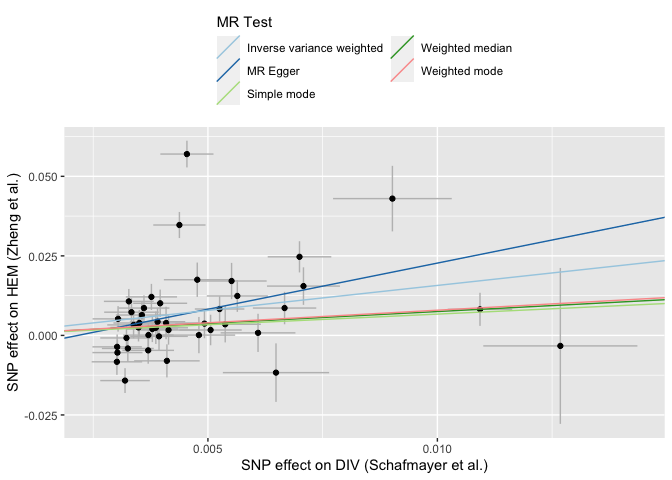 MR Test
Inverse variance weighted
Weighted median
MR Egger
Weighted mode
Simple mode
SNP effect on HEM (Zheng et al.)
0.050
0.025
0.000
-0.025
0.005
0.010
SNP effect on DIV (Schafmayer et al.)